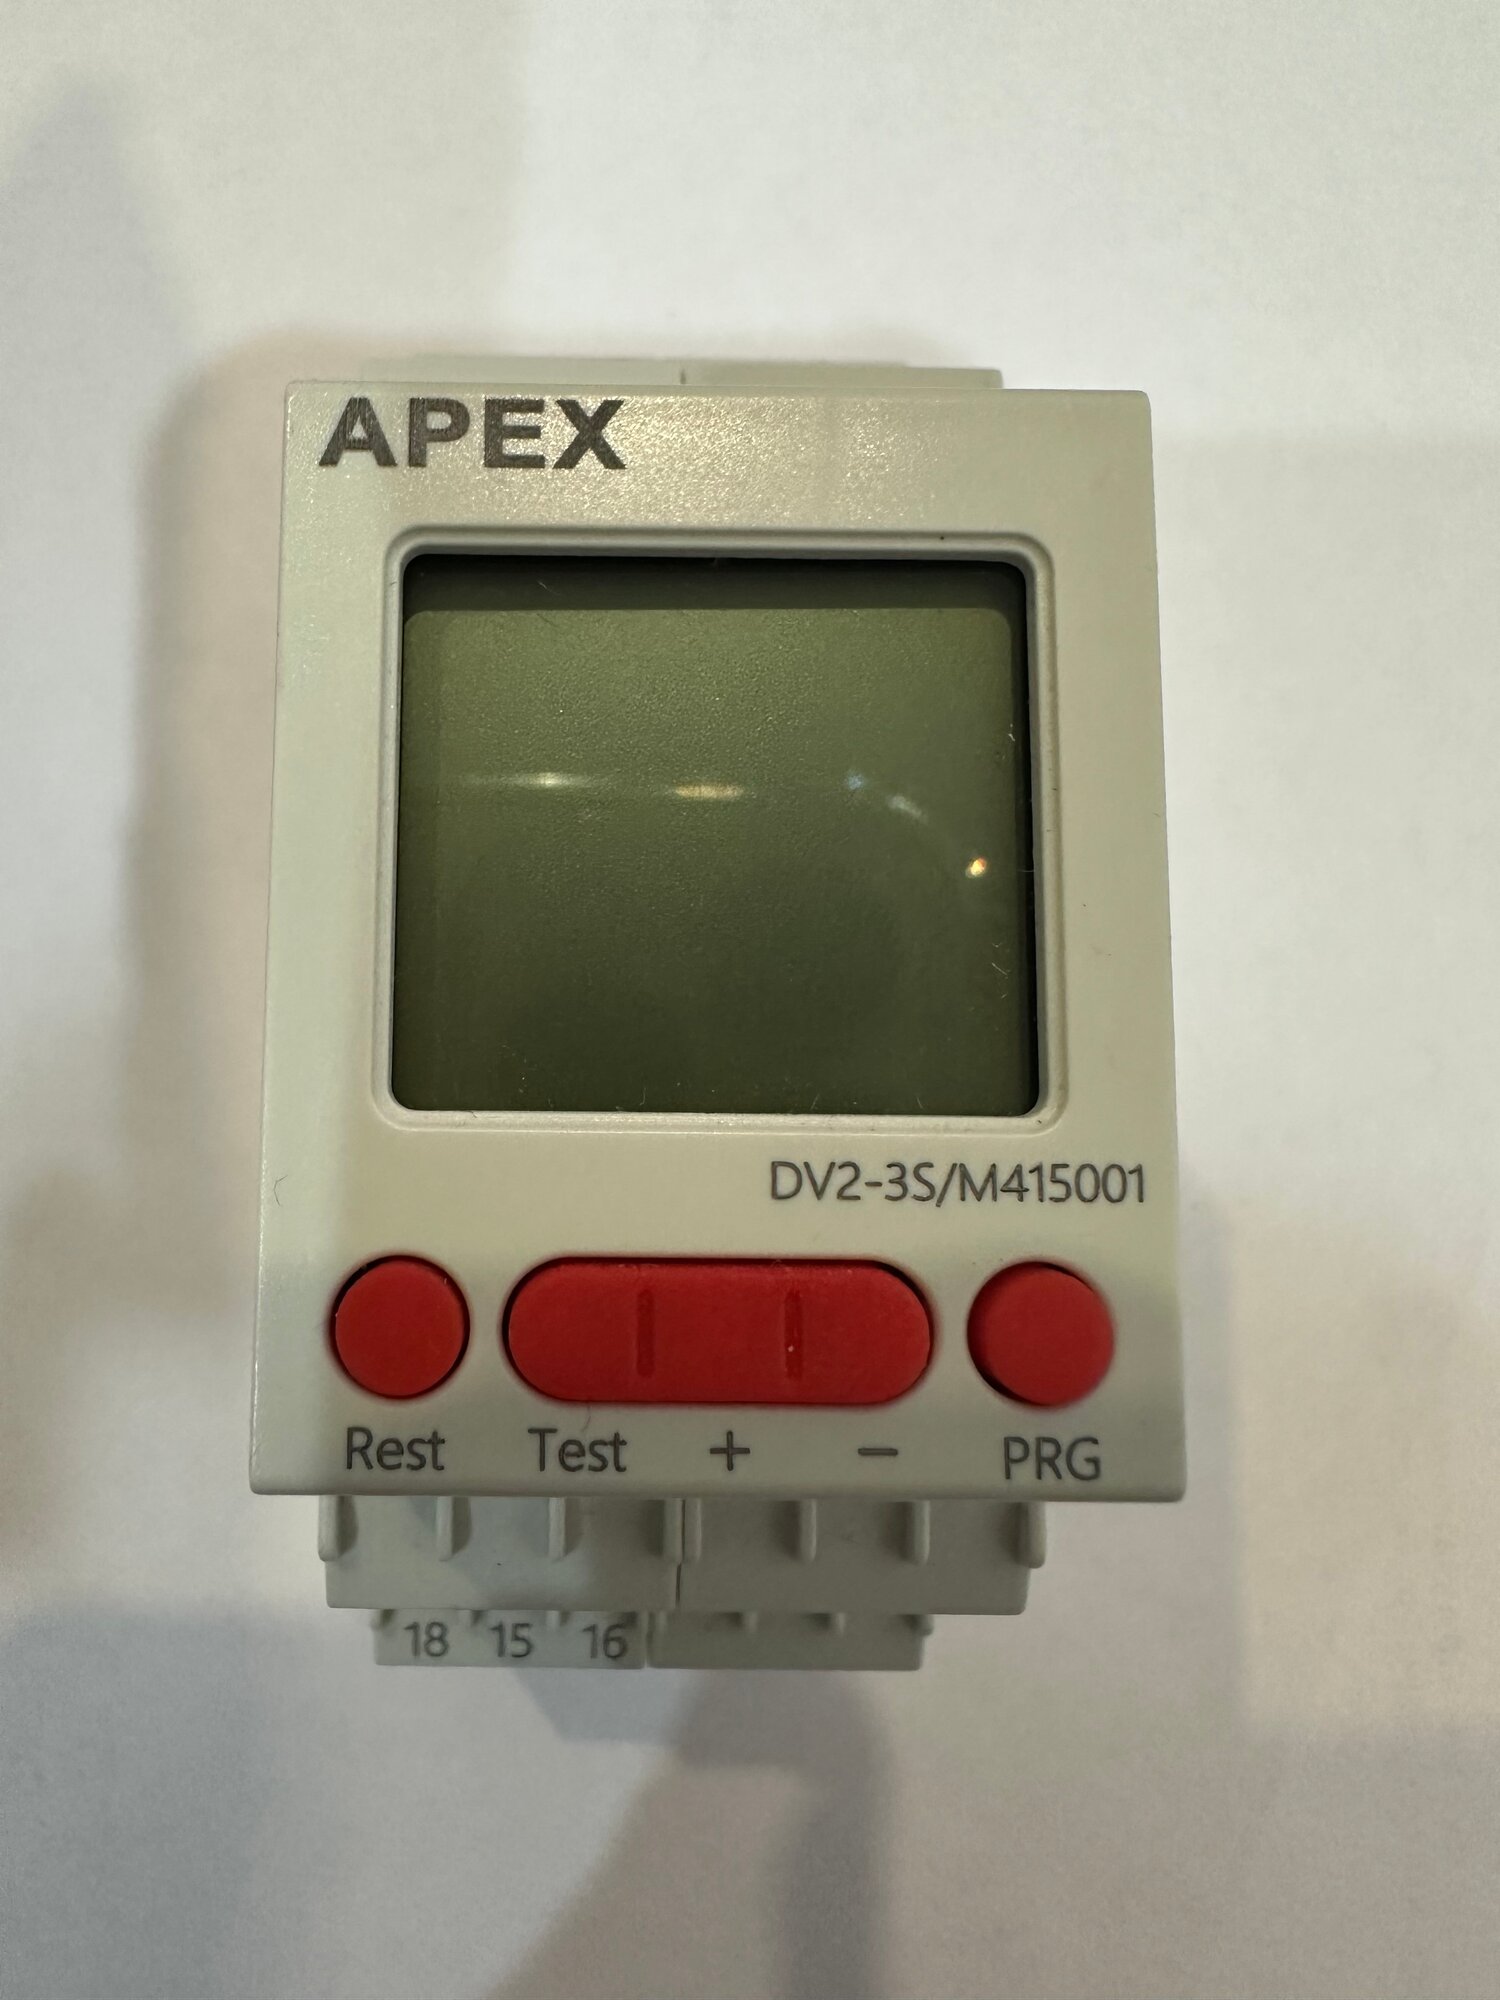 APEX
DV2-3S/M415001
Rest Test + − PRG
18 15 16